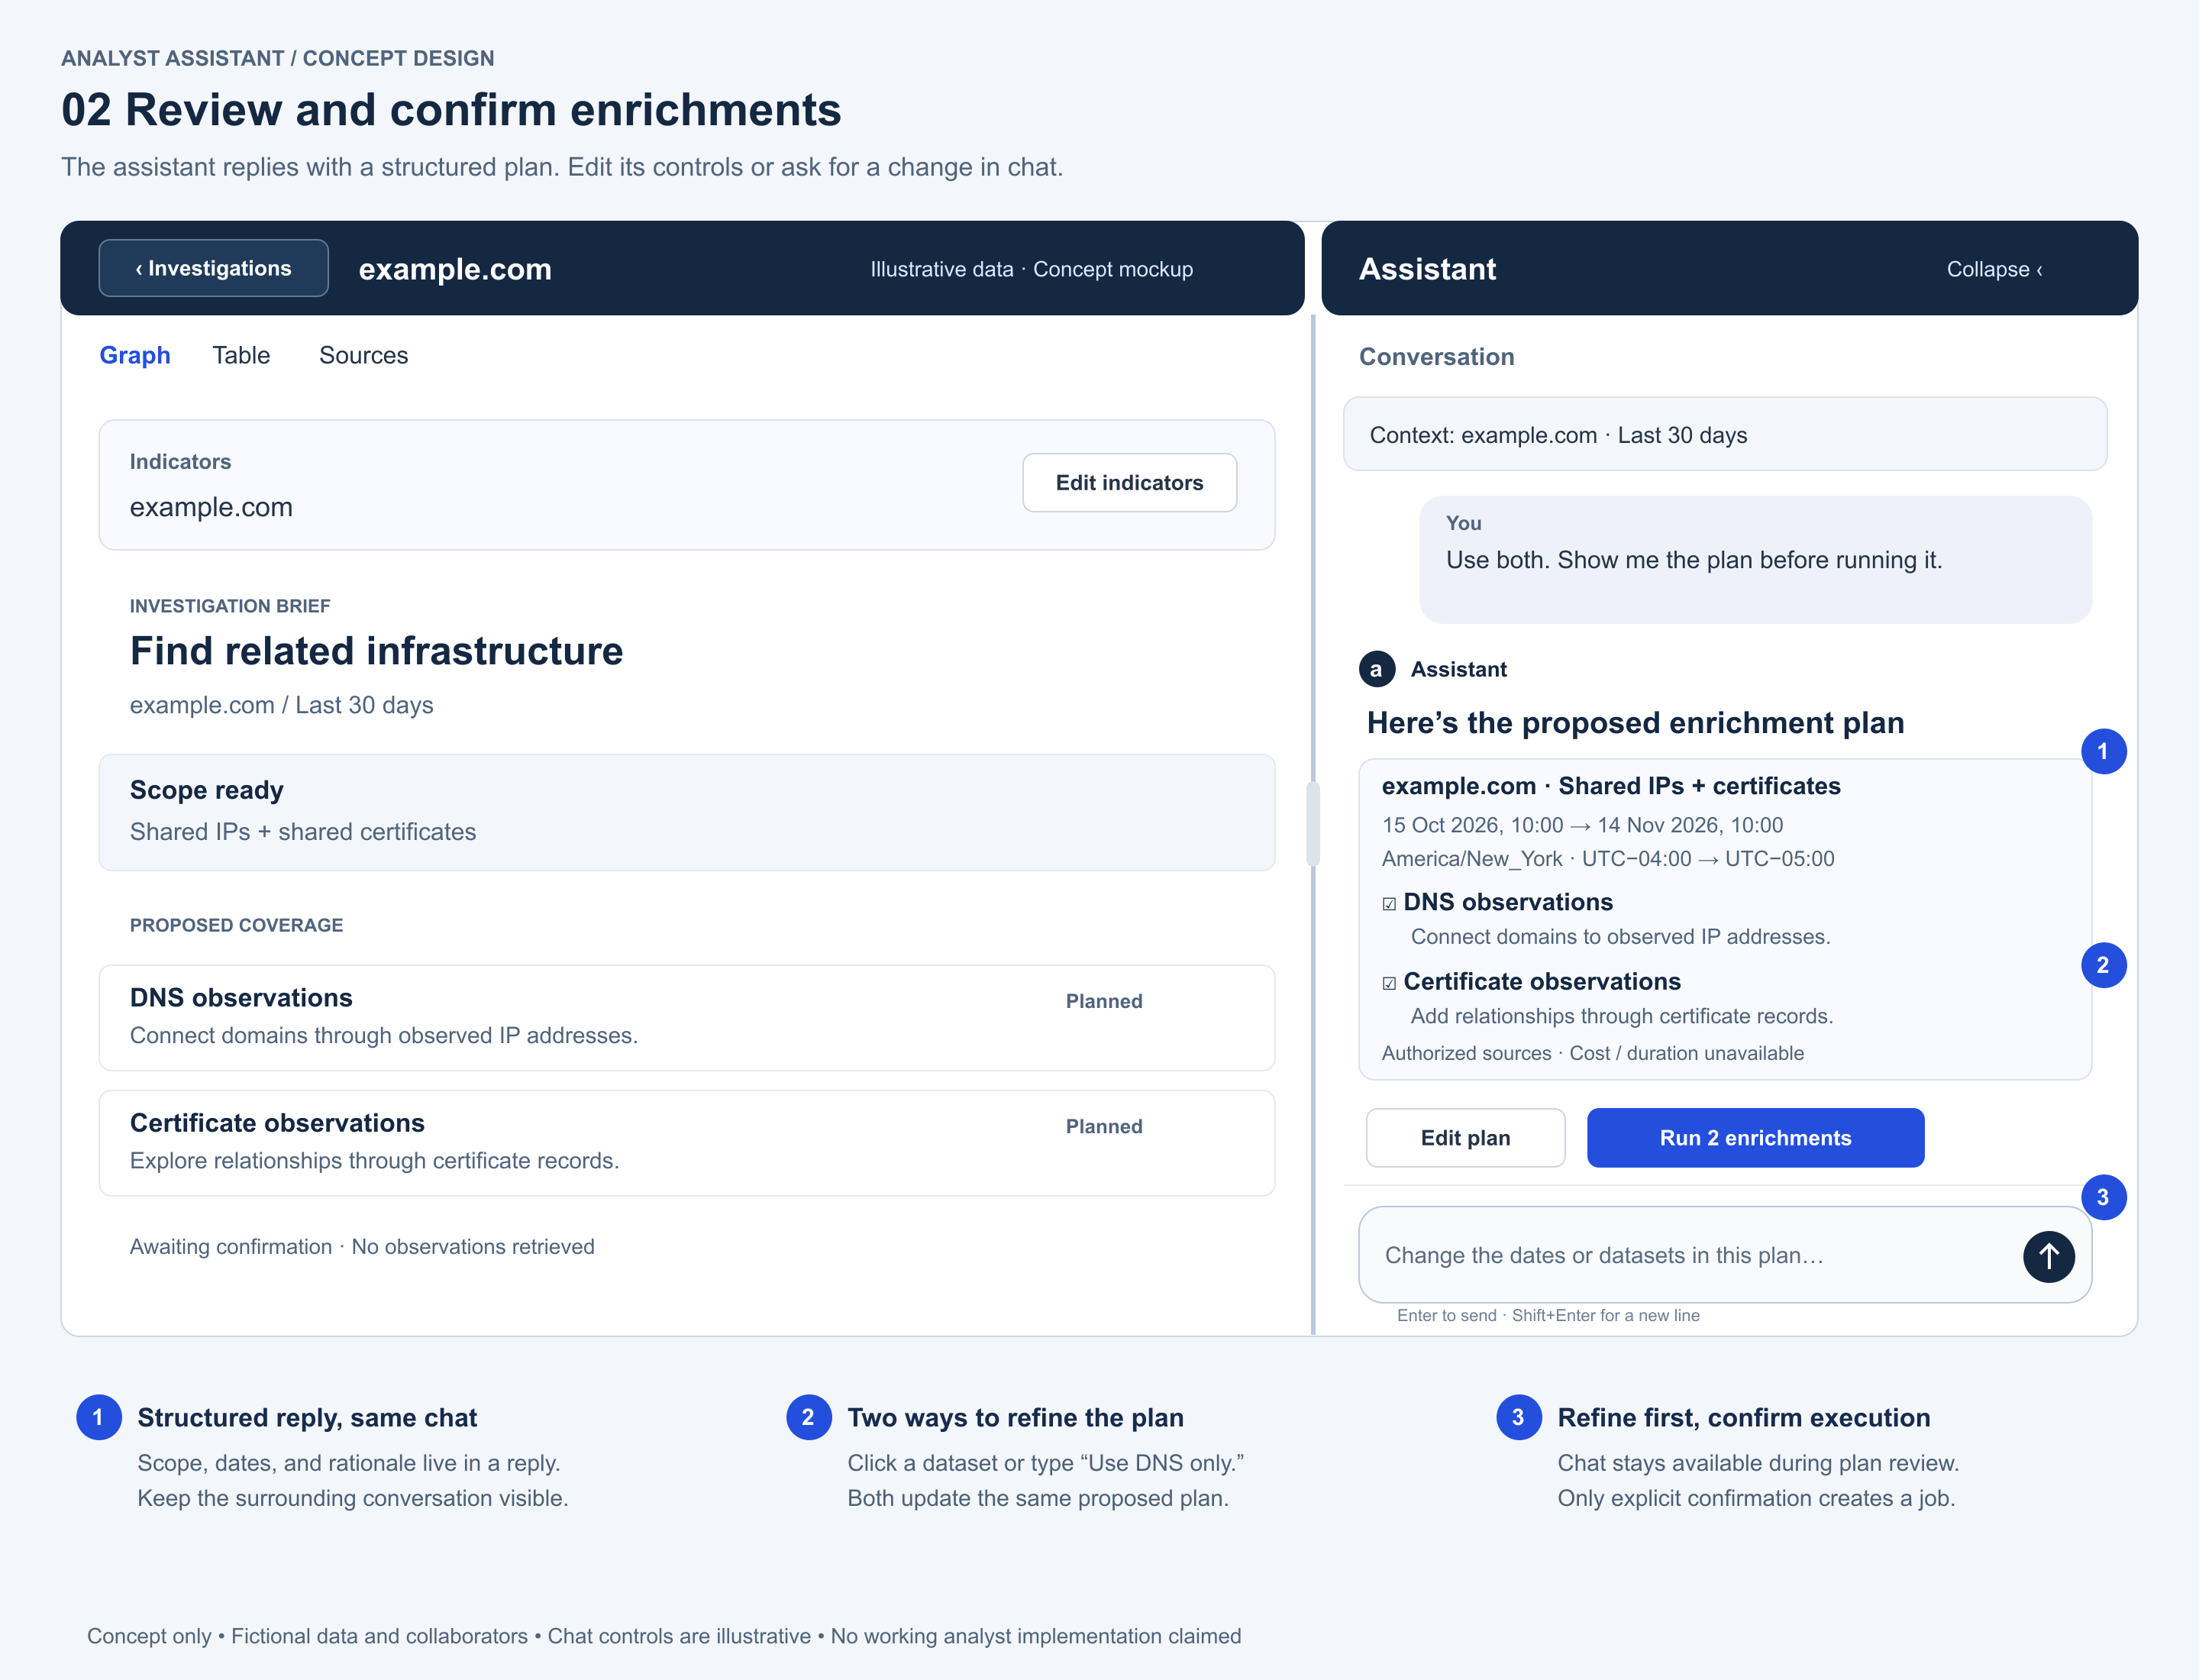 ANALYST ASSISTANT / CONCEPT DESIGN
02 Review and confirm enrichments
The assistant replies with a structured plan. Edit its controls or ask for a change in chat.
‹ Investigations
example.com
Illustrative data · Concept mockup
Graph
Table
Sources
Indicators
example.com
Edit indicators
INVESTIGATION BRIEF
Find related infrastructure
example.com / Last 30 days
Scope ready
Shared IPs + shared certificates
PROPOSED COVERAGE
DNS observations
Planned
Connect domains through observed IP addresses.
Certificate observations
Planned
Explore relationships through certificate records.
Awaiting confirmation · No observations retrieved
Assistant
Collapse ‹
Conversation
Context: example.com · Last 30 days
You
Use both. Show me the plan before running it.
a
Assistant
Here’s the proposed enrichment plan
1
example.com · Shared IPs + certificates
15 Oct 2026, 10:00 → 14 Nov 2026, 10:00
America/New_York · UTC−04:00 → UTC−05:00
☑ DNS observations
Connect domains to observed IP addresses.
2
☑ Certificate observations
Add relationships through certificate records.
Authorized sources · Cost / duration unavailable
Edit plan
Run 2 enrichments
3
Change the dates or datasets in this plan…
↑
Enter to send · Shift+Enter for a new line
1
Structured reply, same chat
Scope, dates, and rationale live in a reply.
Keep the surrounding conversation visible.
2
Two ways to refine the plan
Click a dataset or type “Use DNS only.”
Both update the same proposed plan.
3
Refine first, confirm execution
Chat stays available during plan review.
Only explicit confirmation creates a job.
Concept only • Fictional data and collaborators • Chat controls are illustrative • No working analyst implementation claimed